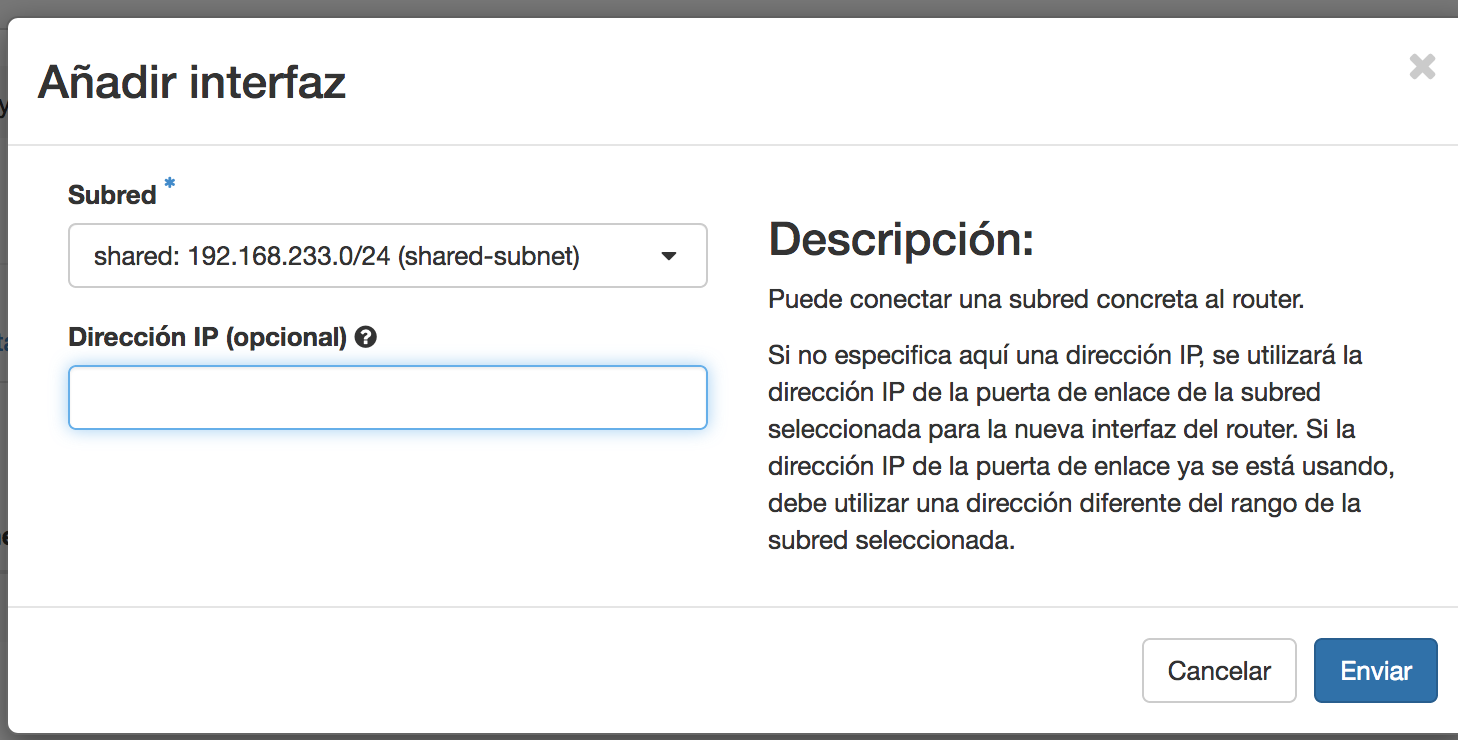 Añadir interfaz
Subred *
shared: 192.168.233.0/24 (shared-subnet)
Dirección IP (opcional)
Descripción:
Puede conectar una subred concreta al router.
Si no especifica aquí una dirección IP, se utilizará la
dirección IP de la puerta de enlace de la subred
seleccionada para la nueva interfaz del router. Si la
dirección IP de la puerta de enlace ya se está usando,
debe utilizar una dirección diferente del rango de la
subred seleccionada.
Cancelar
Enviar